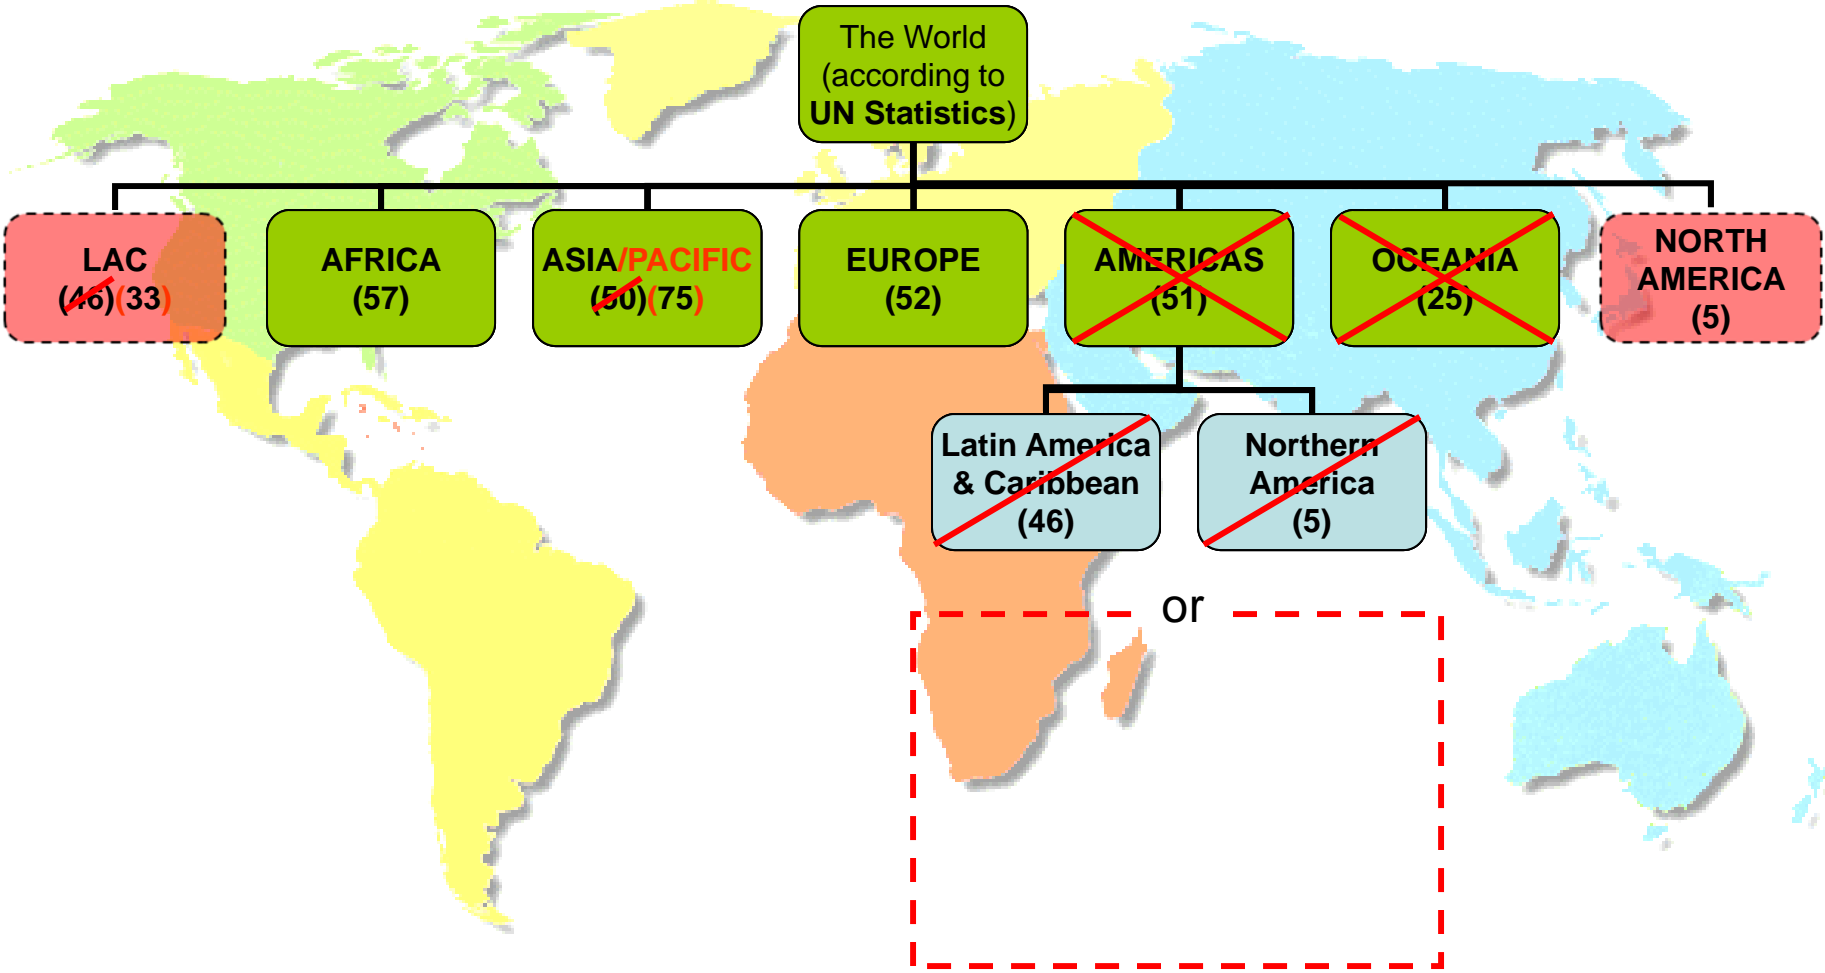 The World
(according to
UN Statistics)
LAC
(46)(33)
AFRICA
(57)
ASIA/PACIFIC
(50)(75)
EUROPE
(52)
AMERICAS
(51)
OCEANIA
(25)
NORTH
AMERICA
(5)
Latin America
& Caribbean
(46)
Northern
America
(5)
or